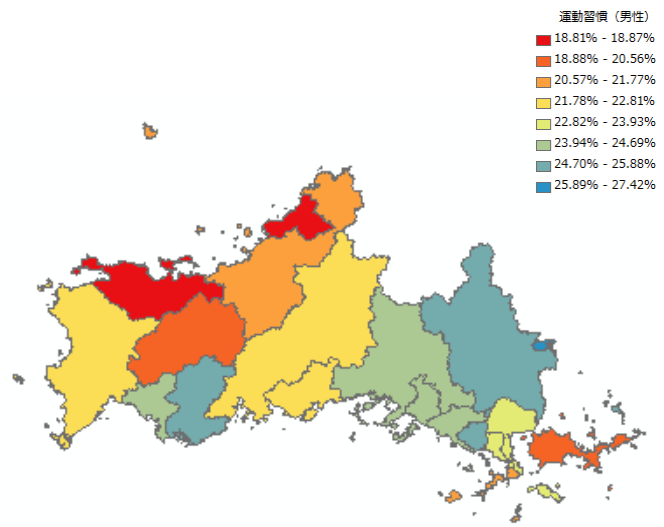 運動習慣（男性）
18.81% - 18.87%
18.88% - 20.56%
20.57% - 21.77%
21.78% - 22.81%
22.82% - 23.93%
23.94% - 24.69%
24.70% - 25.88%
25.89% - 27.42%